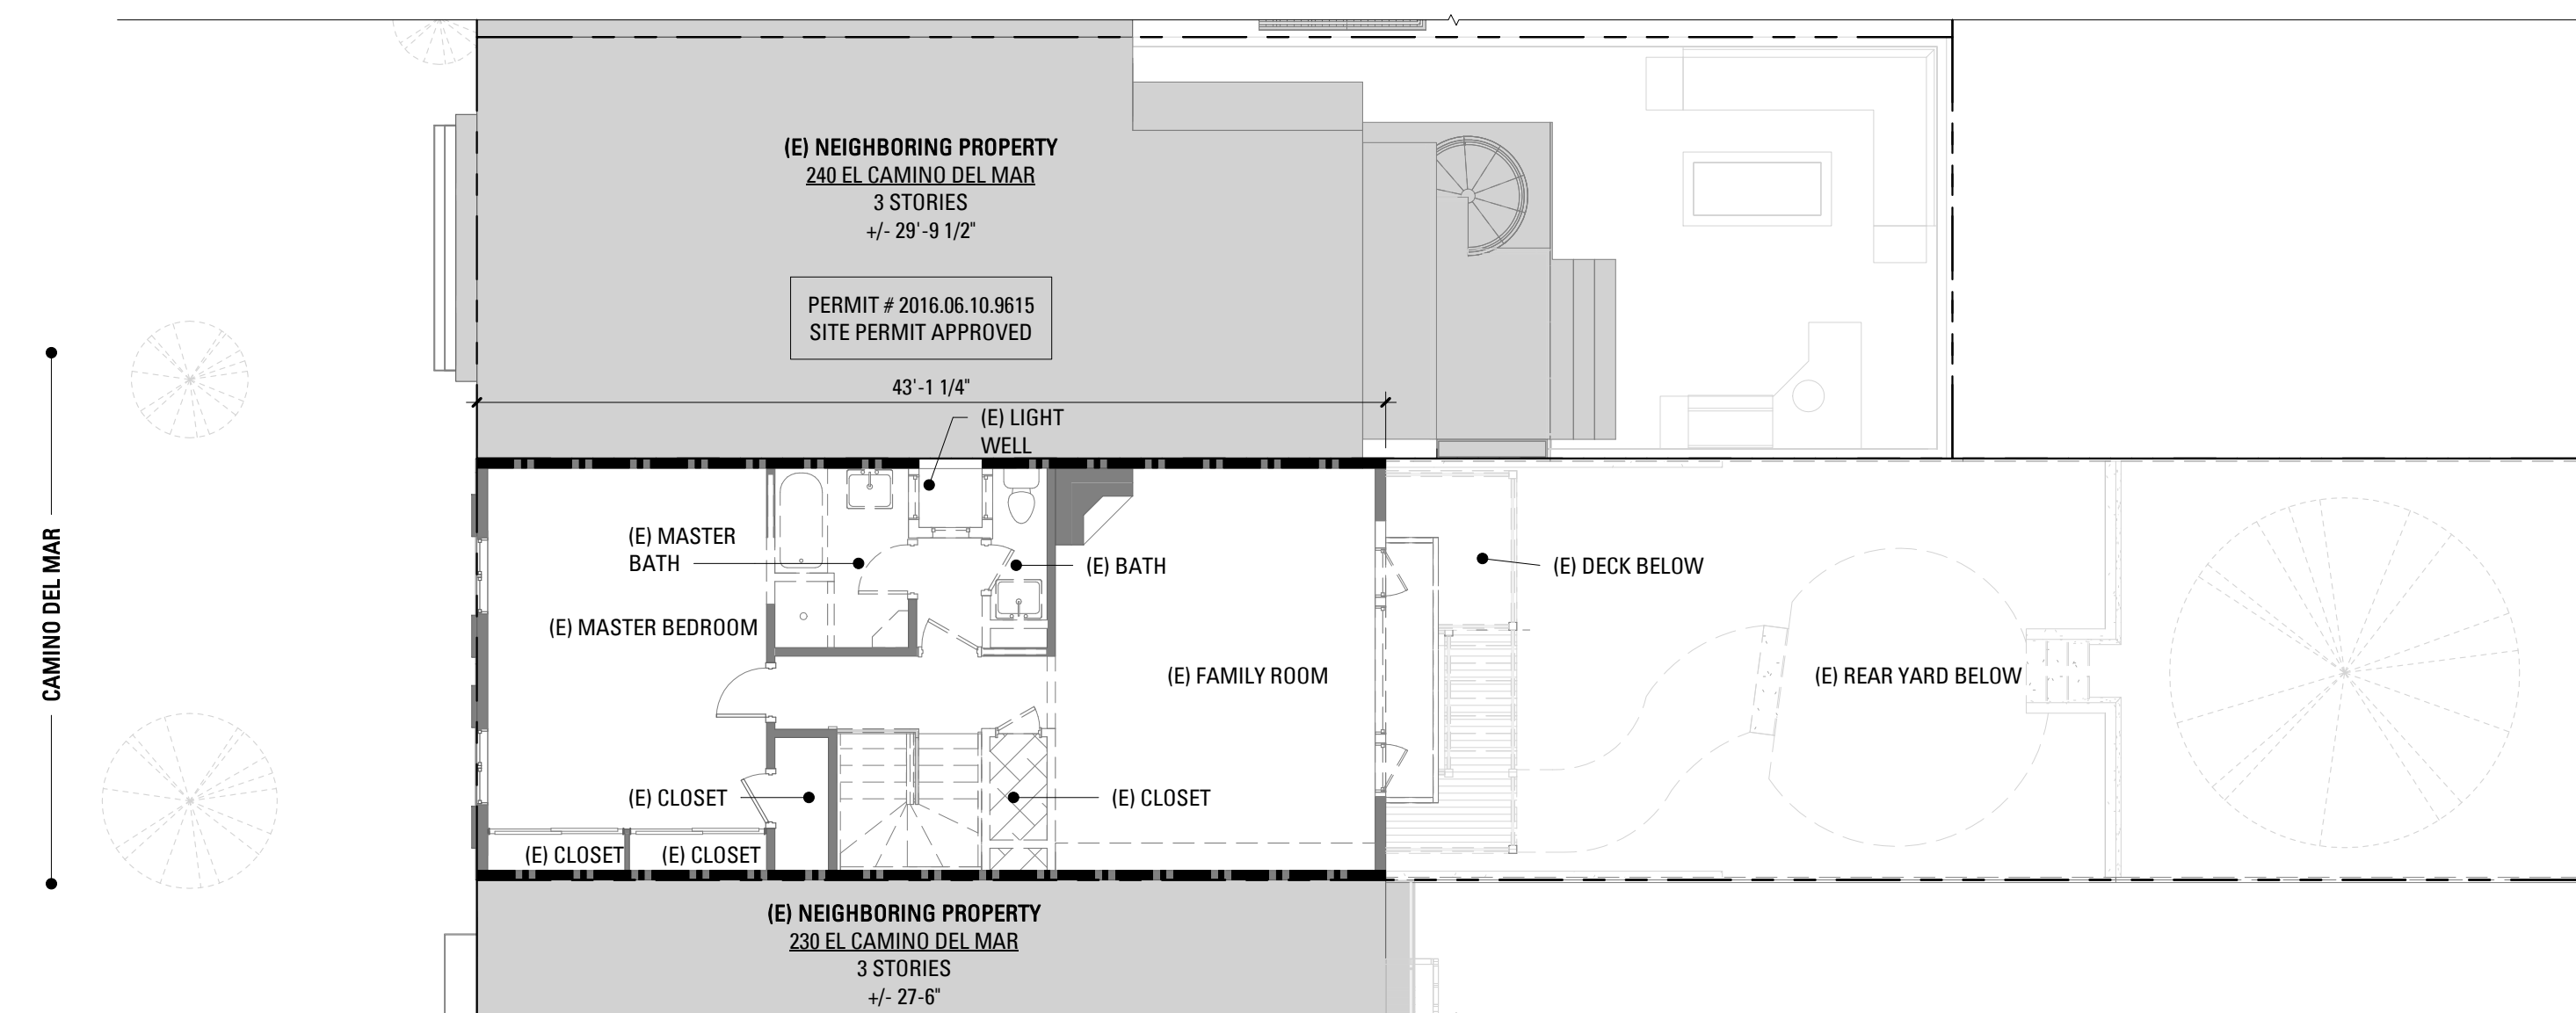 (E) NEIGHBORING PROPERTY
240 EL CAMINO DEL MAR
3 STORIES
+/- 29'-9 1/2"
PERMIT # 2016.06.10.9615
SITE PERMIT APPROVED
43'-1 1/4"
(E) LIGHT
WELL
(E) MASTER
BATH
(E) BATH
(E) DECK BELOW
CAMINO DEL MAR
(E) MASTER BEDROOM
(E) FAMILY ROOM
(E) REAR YARD BELOW
(E) CLOSET
(E) CLOSET
(E) CLOSET
(E) CLOSET
(E) NEIGHBORING PROPERTY
230 EL CAMINO DEL MAR
3 STORIES
+/- 27-6"